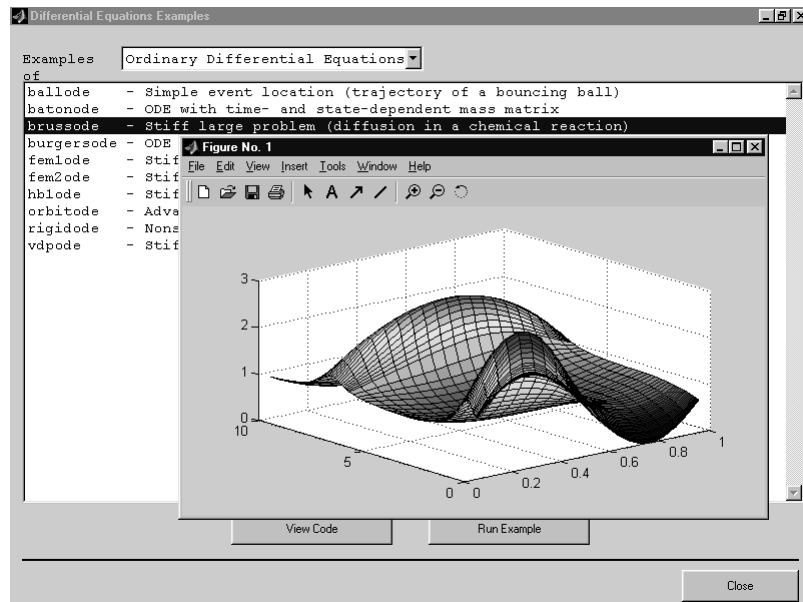 Differential Equations Examples
Examples of
Ordinary Differential Equations
ballode - Simple event location (trajectory of a bouncing ball)
batonode - ODE with time- and state-dependent mass matrix
brussode - Stiff large problem (diffusion in a chemical reaction)
burgersode - ODE
fem1ode - Stif
fem2ode - Stif
hb1ode - Stif
orbitode - Adva
rigidode - Nons
vdpode - Stif
Figure No. 1
File Edit View Insert Tools Window Help
A
3
2
1
0
10
5
0
0
0.2
0.4
0.6
0.8
1
View Code
Run Example
Close